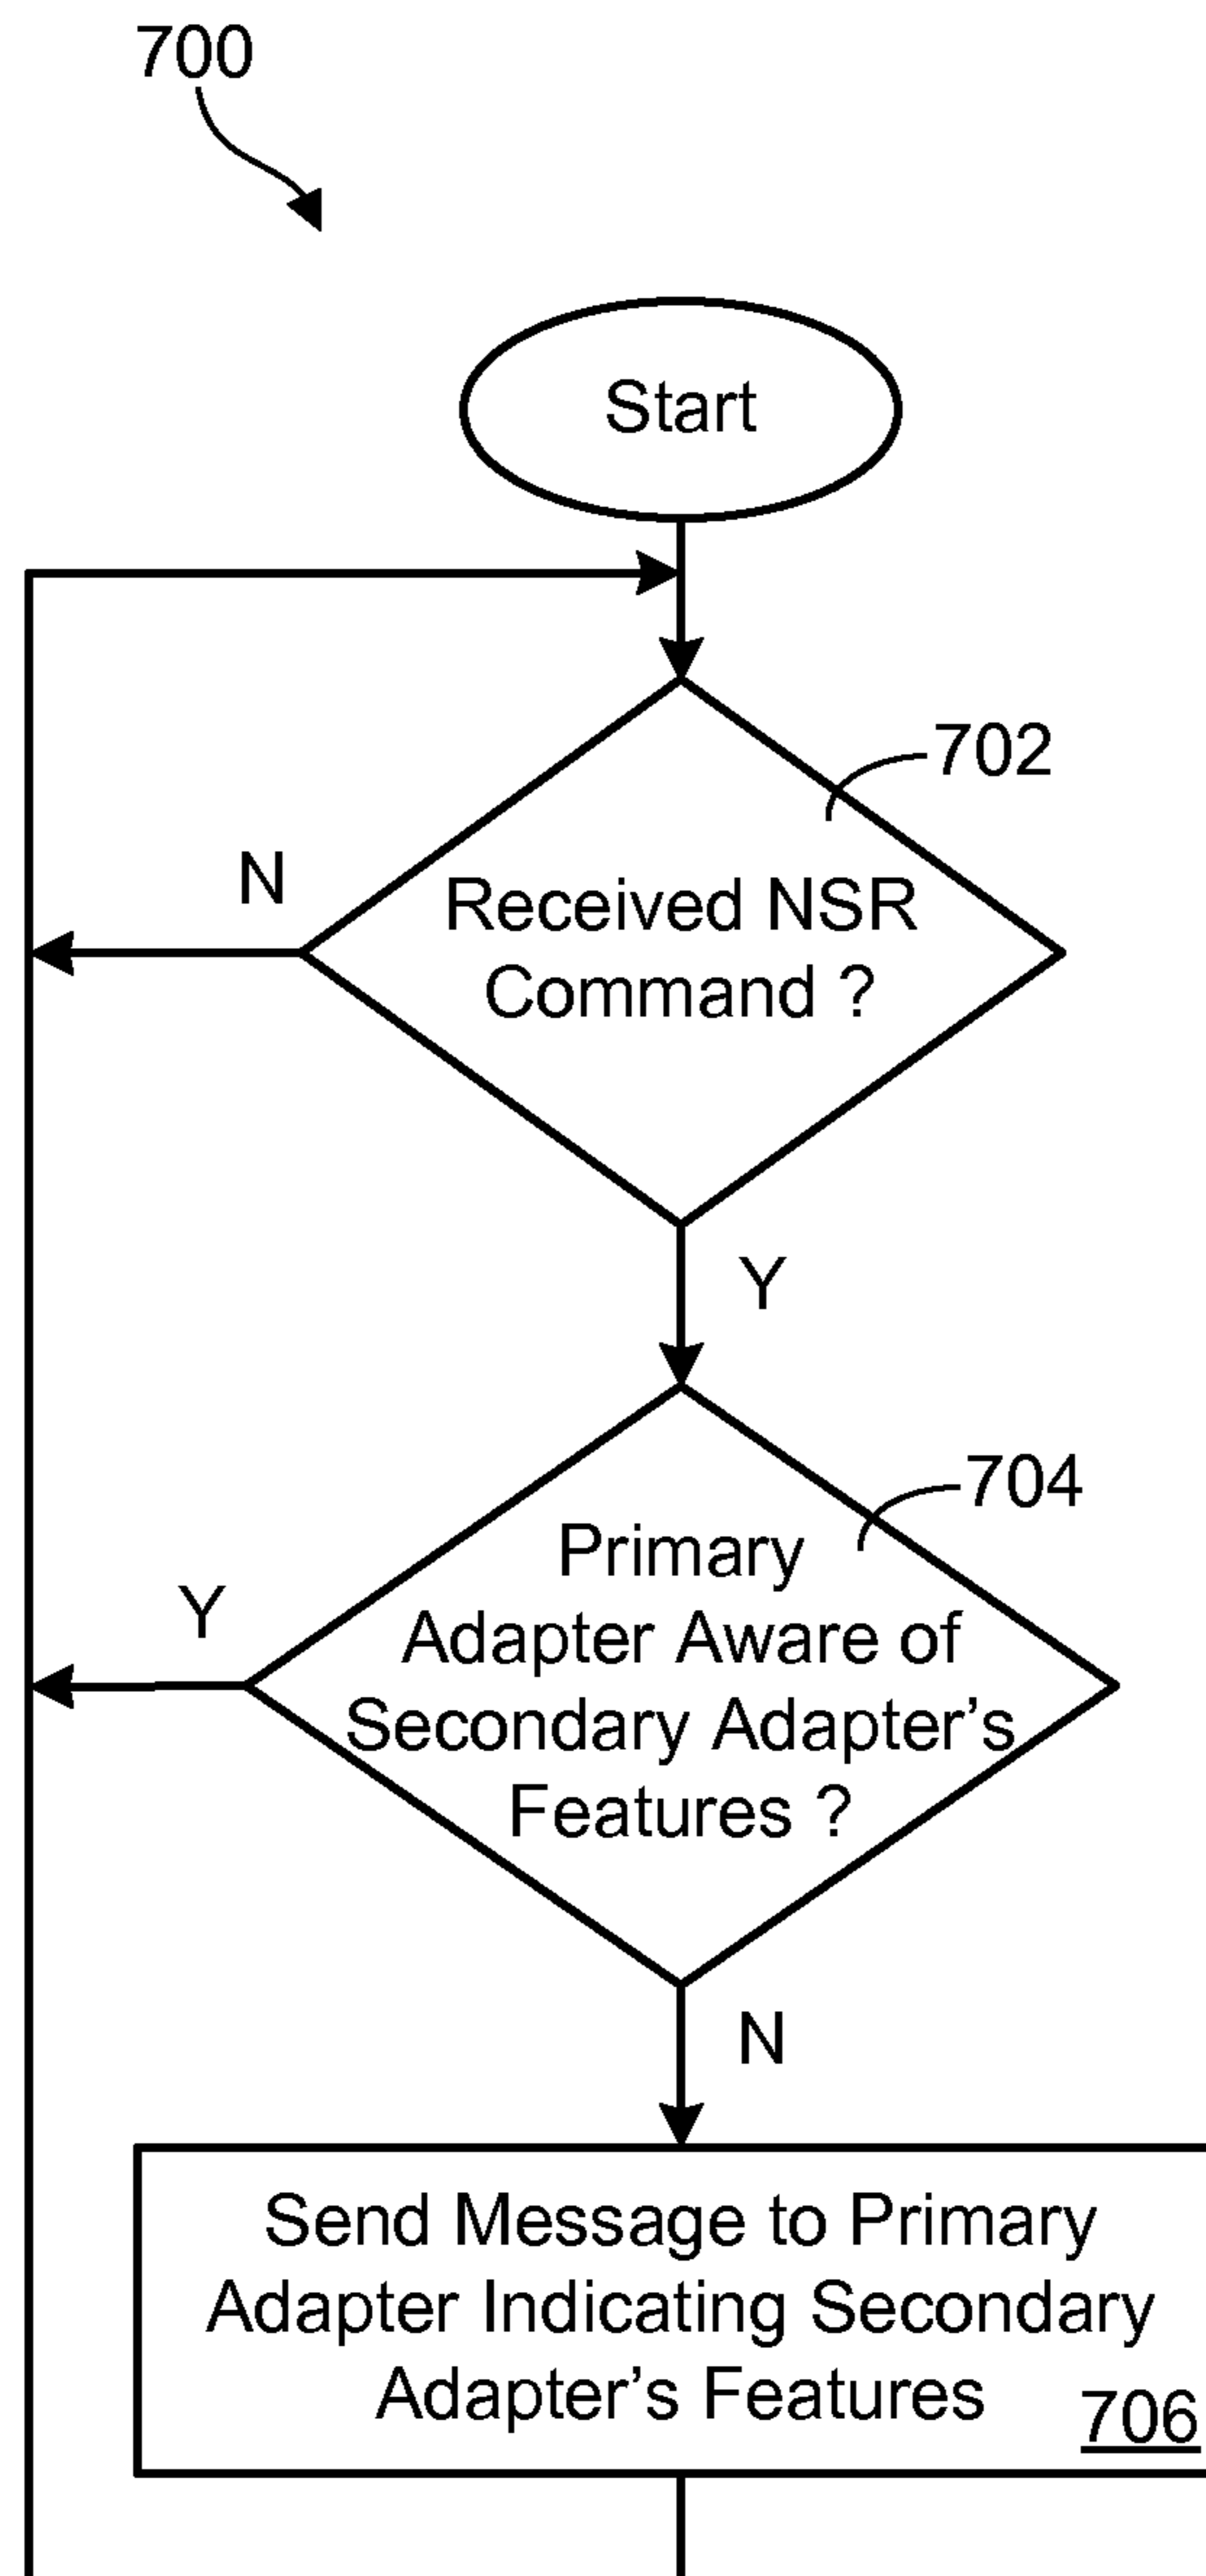 700
Start
702
N
Received NSR
Command ?
Y
704
Primary
Y
Adapter Aware of
Secondary Adapter’s
Features ?
N
Send Message to Primary
Adapter Indicating Secondary
Adapter’s Features
706